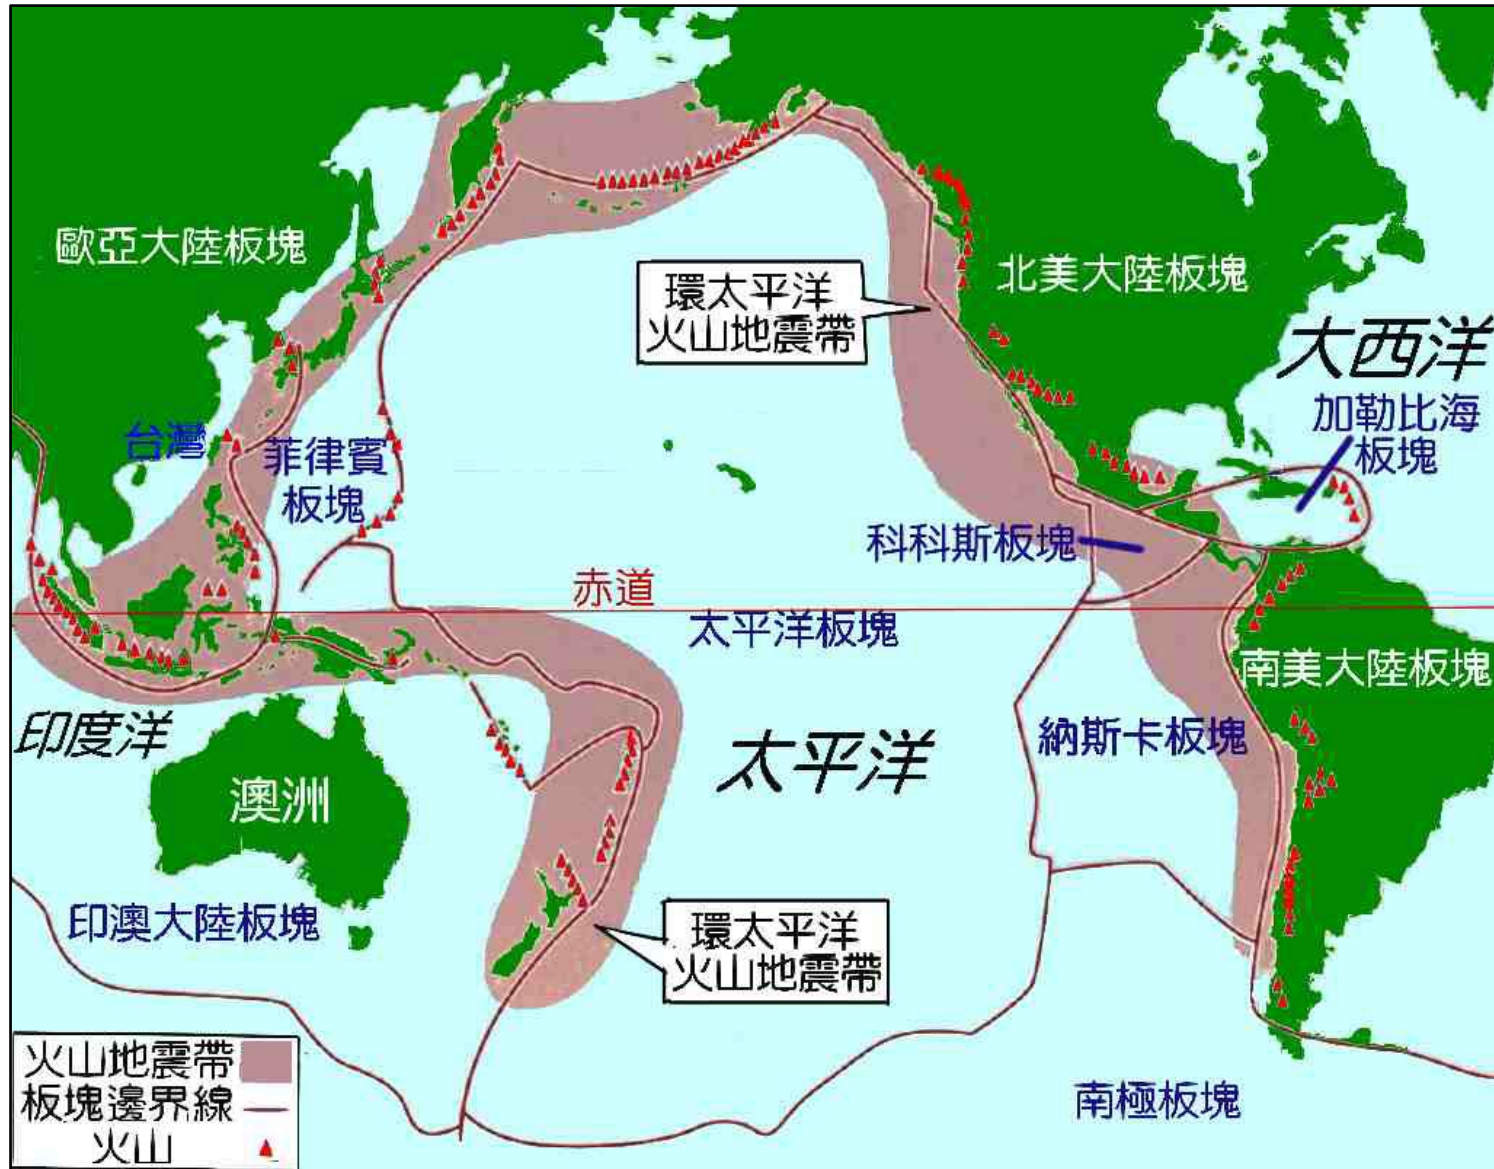 歐亞大陸板塊
北美大陸板塊
環太平洋
火山地震帶
大西洋
加勒比海
板塊
台灣
菲律賓
板塊
科科斯板塊
赤道
太平洋板塊
南美大陸板塊
印度洋
納斯卡板塊
太平洋
澳洲
印澳大陸板塊
環太平洋
火山地震帶
火山地震帶
板塊邊界線
火山
南極板塊